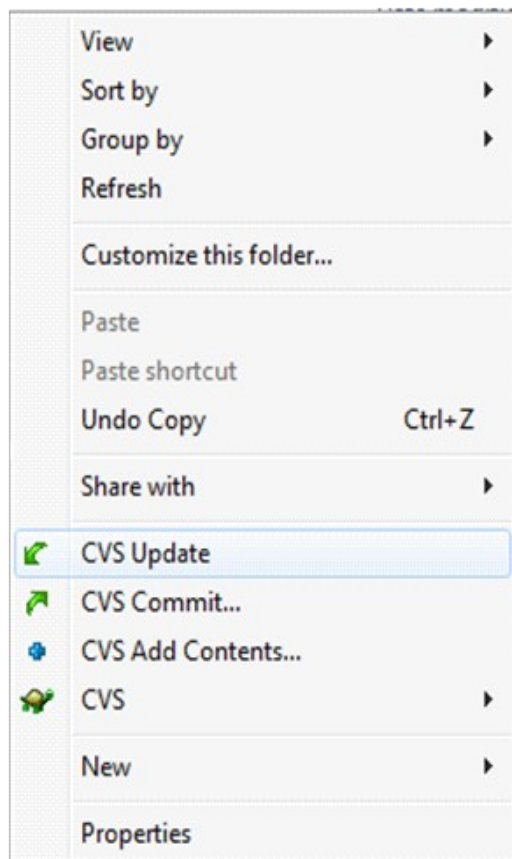 View
Sort by
Group by
Refresh
Customize this folder...
Paste
Paste shortcut
Undo Copy Ctrl+Z
Share with
CVS Update
CVS Commit...
CVS Add Contents...
CVS
New
Properties